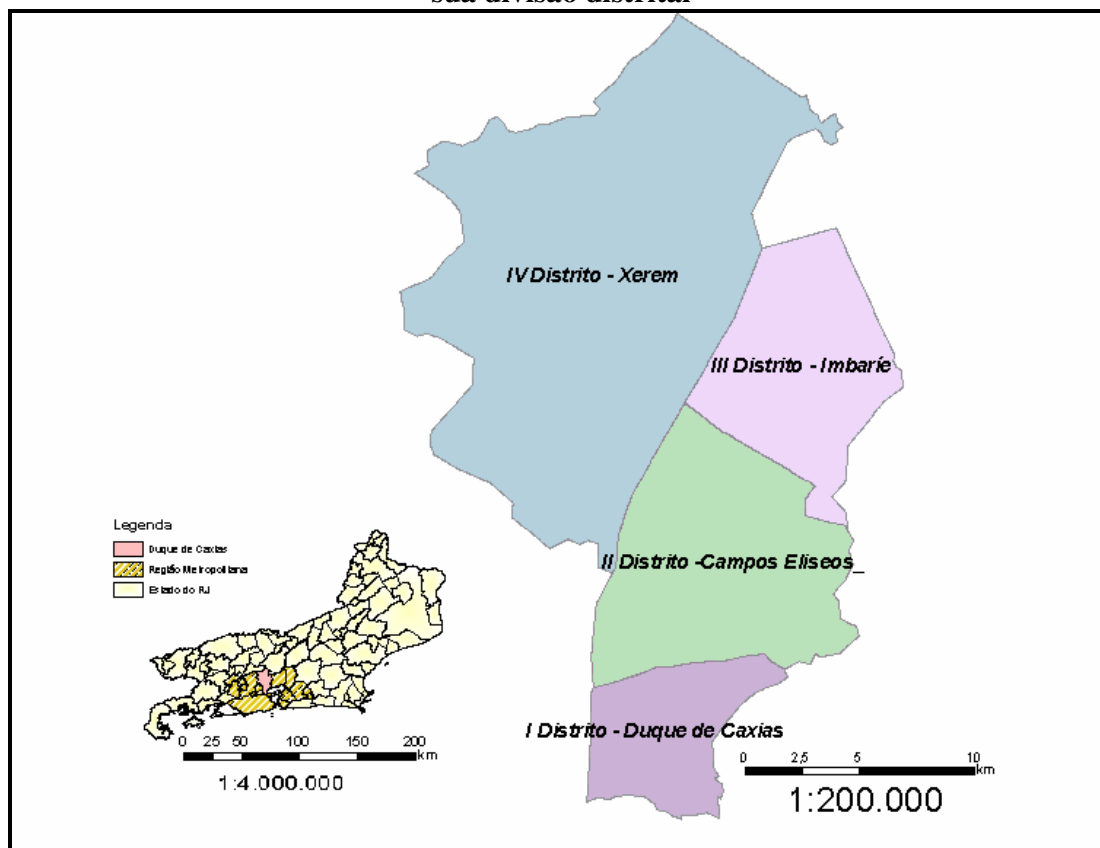 sua divisão distrital
IV Distrito - Xerem
III Distrito - Imbaríe
II Distrito -Campos Eliseos_
I Distrito - Duque de Caxias
Legenda
Duque de Caxias
Região Metropolitana
Estado do RJ
0 25 50 100 150 200
km
1:4.000.000
0 2,5 5 10
km
1:200.000